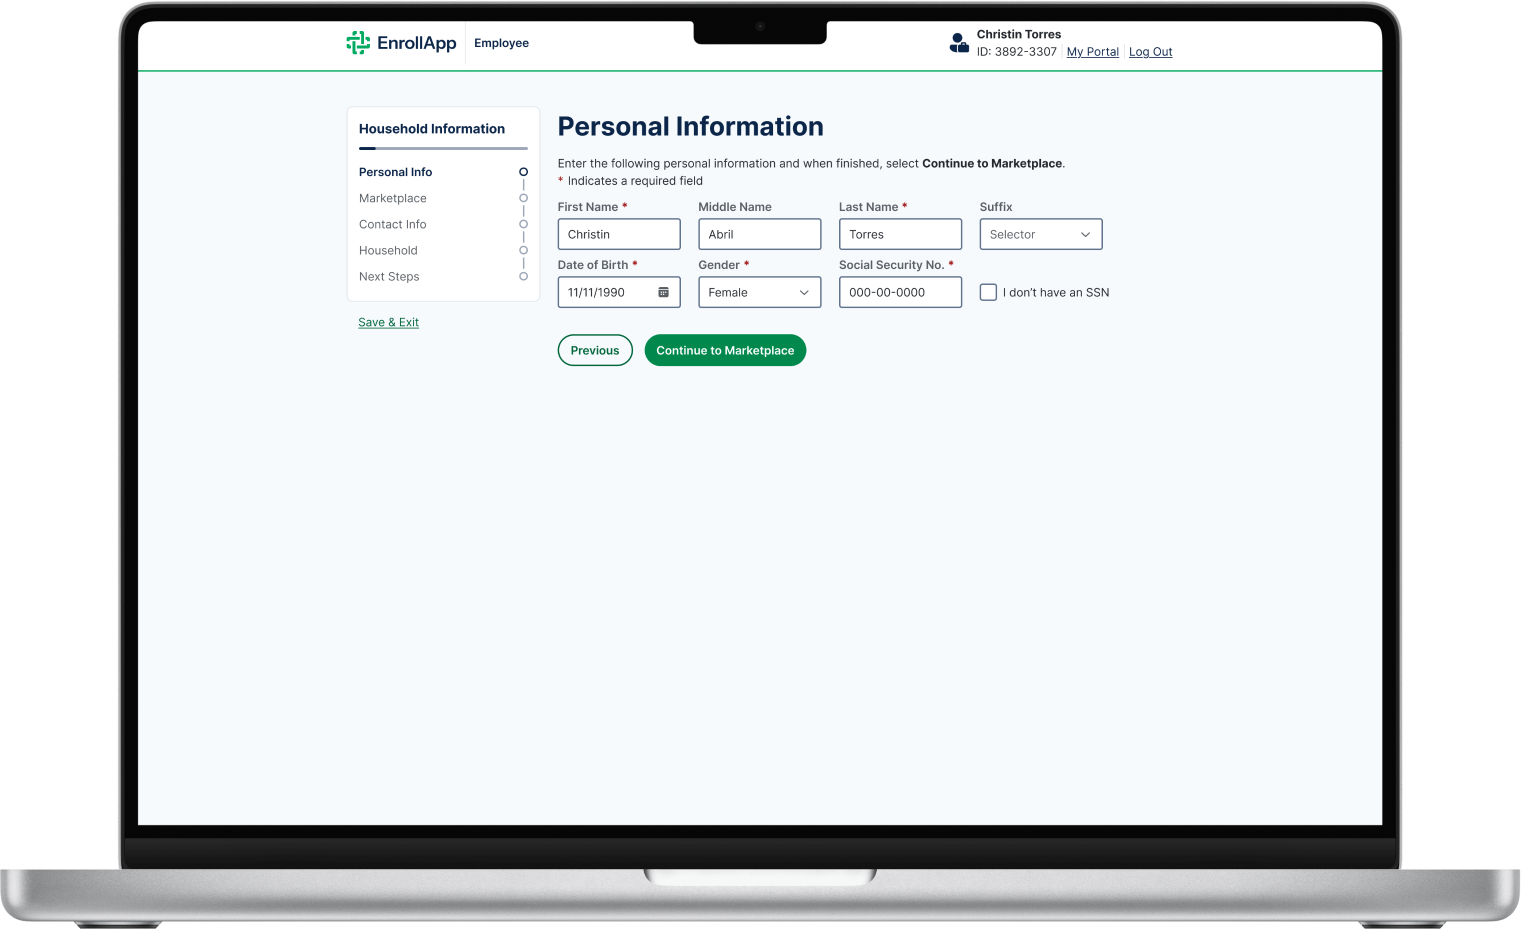 EnrollApp
Employee
Christin Torres
ID: 3892-3307 My Portal Log Out
Household Information
Personal Info
Marketplace
Contact Info
Household
Next Steps
Save & Exit
Personal Information
Enter the following personal information and when finished, select Continue to Marketplace.
* Indicates a required field
First Name * Middle Name Last Name * Suffix
Christin Abril Torres Selector
Date of Birth * Gender * Social Security No. *
11/11/1990 Female 000-00-0000 I don't have an SSN
Previous Continue to Marketplace